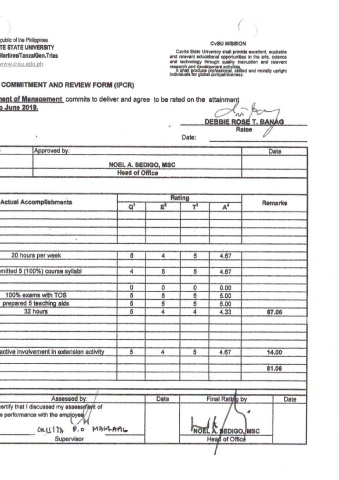 public of the Philippines
TE STATE UNIVERSITY
Martires/Tanza/Gen.Trias
www.cvsu.edu.ph
CvSU MISSION
Cavite State University shall provide excellent, equitable
and relevant educational opportunities in the arts, science
and technology through quality instruction and relevant
research and development activities.
It shall produce professional, skilled and morally upright
individuals for global competitiveness.
COMMITMENT AND REVIEW FORM (IPCR)
ment of Management commits to deliver and agree to be rated on the attainment
o June 2019.
DEBBIE ROSE T. BANAG
Ratee
Date:
Approved by: Date
NOEL A. SEDIGO, MSC
Head of Office
Actual Accomplishments Rating Remarks
Q¹ E² T³ A⁴
20 hours per week 5 4 5 4.67
mitted 5 (100%) course syllabi 4 5 5 4.67
0 0 0 0.00
100% exams with TOS 5 5 5 5.00
prepared 5 teaching aids 5 5 5 5.00
32 hours 5 4 4 4.33 67.06
active involvement in extension activity 5 4 5 4.67 14.00
81.06
Assessed by: Date Final Rating by Date
certify that I discussed my assessment of
e performance with the employee
NOEL A. SEDIGO, MSC
Supervisor Head of Office